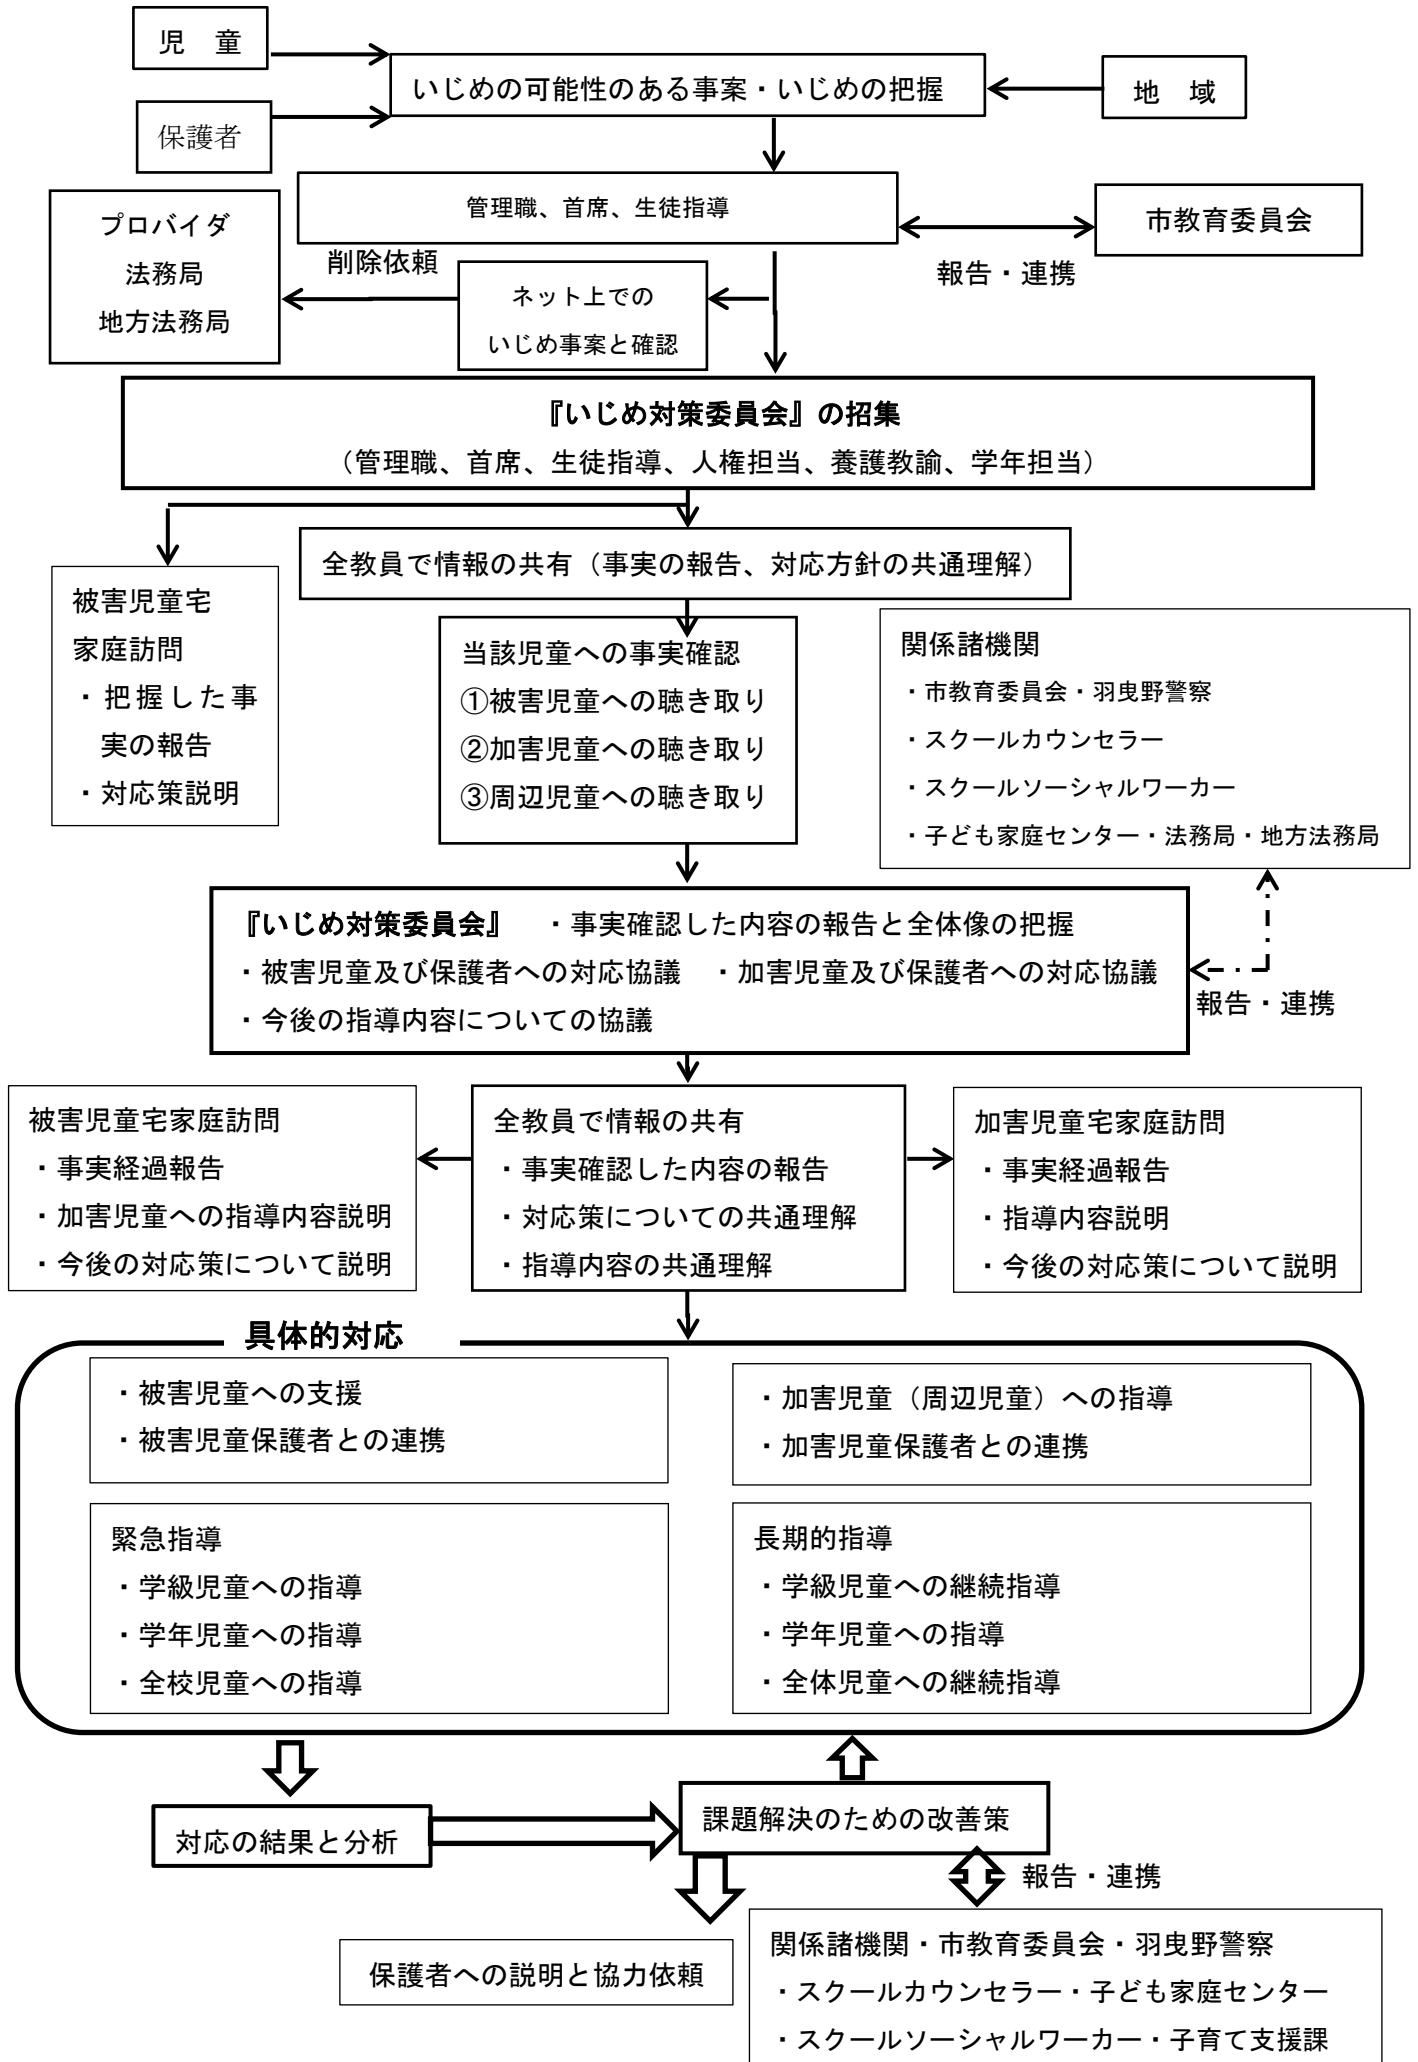 児　童
いじめの可能性のある事案・いじめの把握
地　域
保護者
管理職、首席、生徒指導
市教育委員会
報告・連携
プロバイダ
法務局
地方法務局
削除依頼
ネット上での
いじめ事案と確認
『いじめ対策委員会』の招集
（管理職、首席、生徒指導、人権担当、養護教諭、学年担当）
全教員で情報の共有（事実の報告、対応方針の共通理解）
被害児童宅
家庭訪問
・把握した事
実の報告
・対応策説明
当該児童への事実確認
①被害児童への聴き取り
②加害児童への聴き取り
③周辺児童への聴き取り
関係諸機関
・市教育委員会・羽曳野警察
・スクールカウンセラー
・スクールソーシャルワーカー
・子ども家庭センター・法務局・地方法務局
『いじめ対策委員会』　・事実確認した内容の報告と全体像の把握
・被害児童及び保護者への対応協議　・加害児童及び保護者への対応協議
・今後の指導内容についての協議
報告・連携
被害児童宅家庭訪問
・事実経過報告
・加害児童への指導内容説明
・今後の対応策について説明
全教員で情報の共有
・事実確認した内容の報告
・対応策についての共通理解
・指導内容の共通理解
加害児童宅家庭訪問
・事実経過報告
・指導内容説明
・今後の対応策について説明
具体的対応
・被害児童への支援
・被害児童保護者との連携
・加害児童（周辺児童）への指導
・加害児童保護者との連携
緊急指導
・学級児童への指導
・学年児童への指導
・全校児童への指導
長期的指導
・学級児童への継続指導
・学年児童への指導
・全体児童への継続指導
対応の結果と分析
課題解決のための改善策
報告・連携
保護者への説明と協力依頼
関係諸機関・市教育委員会・羽曳野警察
・スクールカウンセラー・子ども家庭センター
・スクールソーシャルワーカー・子育て支援課